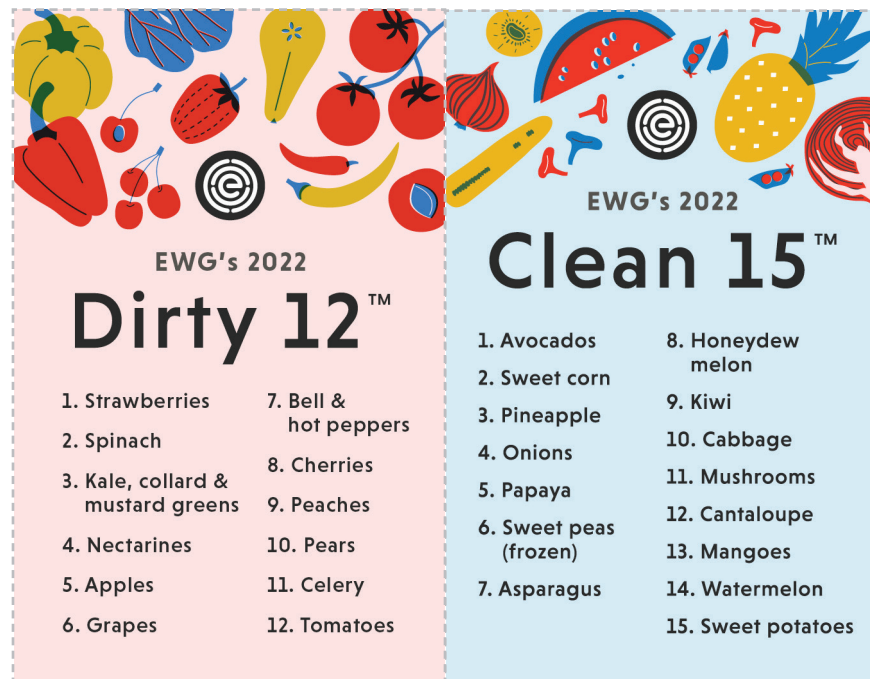 EWG's 2022
Dirty 12™
1. Strawberries
2. Spinach
3. Kale, collard &
mustard greens
4. Nectarines
5. Apples
6. Grapes
7. Bell &
hot peppers
8. Cherries
9. Peaches
10. Pears
11. Celery
12. Tomatoes
EWG's 2022
Clean 15™
1. Avocados
2. Sweet corn
3. Pineapple
4. Onions
5. Papaya
6. Sweet peas
(frozen)
7. Asparagus
8. Honeydew
melon
9. Kiwi
10. Cabbage
11. Mushrooms
12. Cantaloupe
13. Mangoes
14. Watermelon
15. Sweet potatoes